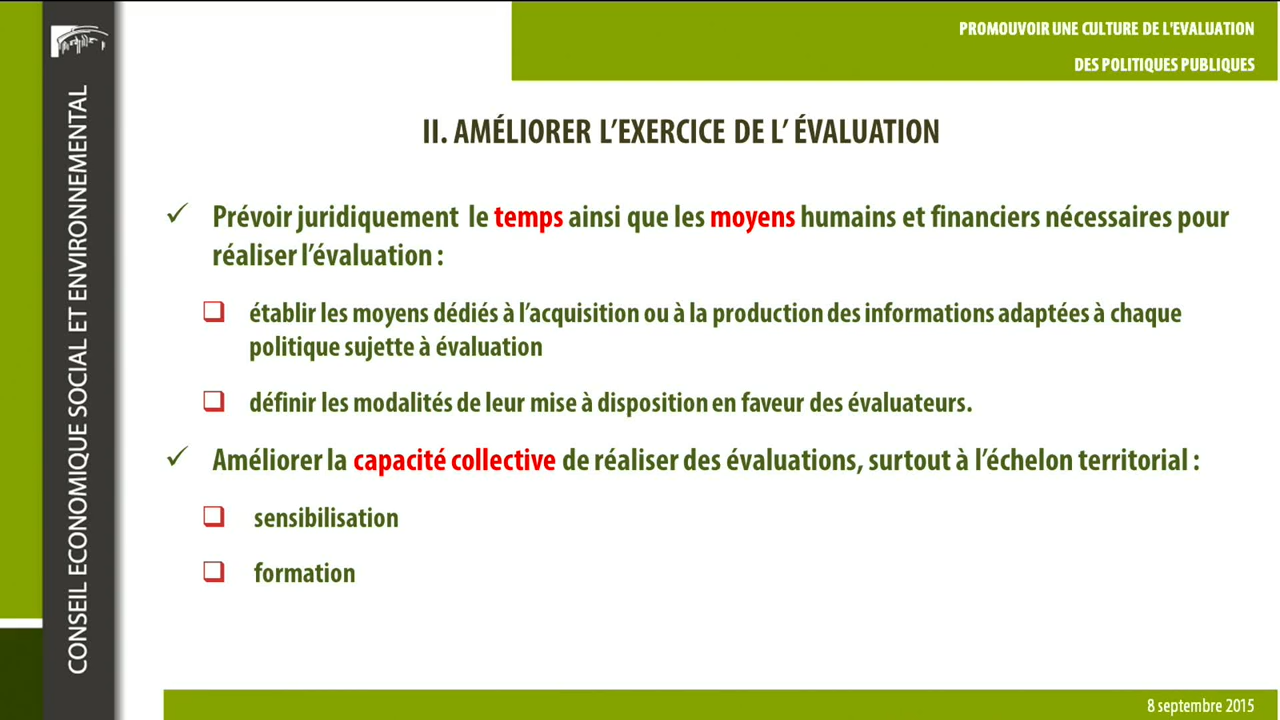 PROMOUVOIR UNE CULTURE DE L'EVALUATION
DES POLITIQUES PUBLIQUES
CONSEIL ECONOMIQUE SOCIAL ET ENVIRONNEMENTAL
II. AMÉLIORER L’EXERCICE DE L’ ÉVALUATION
Prévoir juridiquement le temps ainsi que les moyens humains et financiers nécessaires pour
réaliser l’évaluation :
établir les moyens dédiés à l’acquisition ou à la production des informations adaptées à chaque
politique sujette à évaluation
définir les modalités de leur mise à disposition en faveur des évaluateurs.
Améliorer la capacité collective de réaliser des évaluations, surtout à l’échelon territorial :
sensibilisation
formation
8 septembre 2015